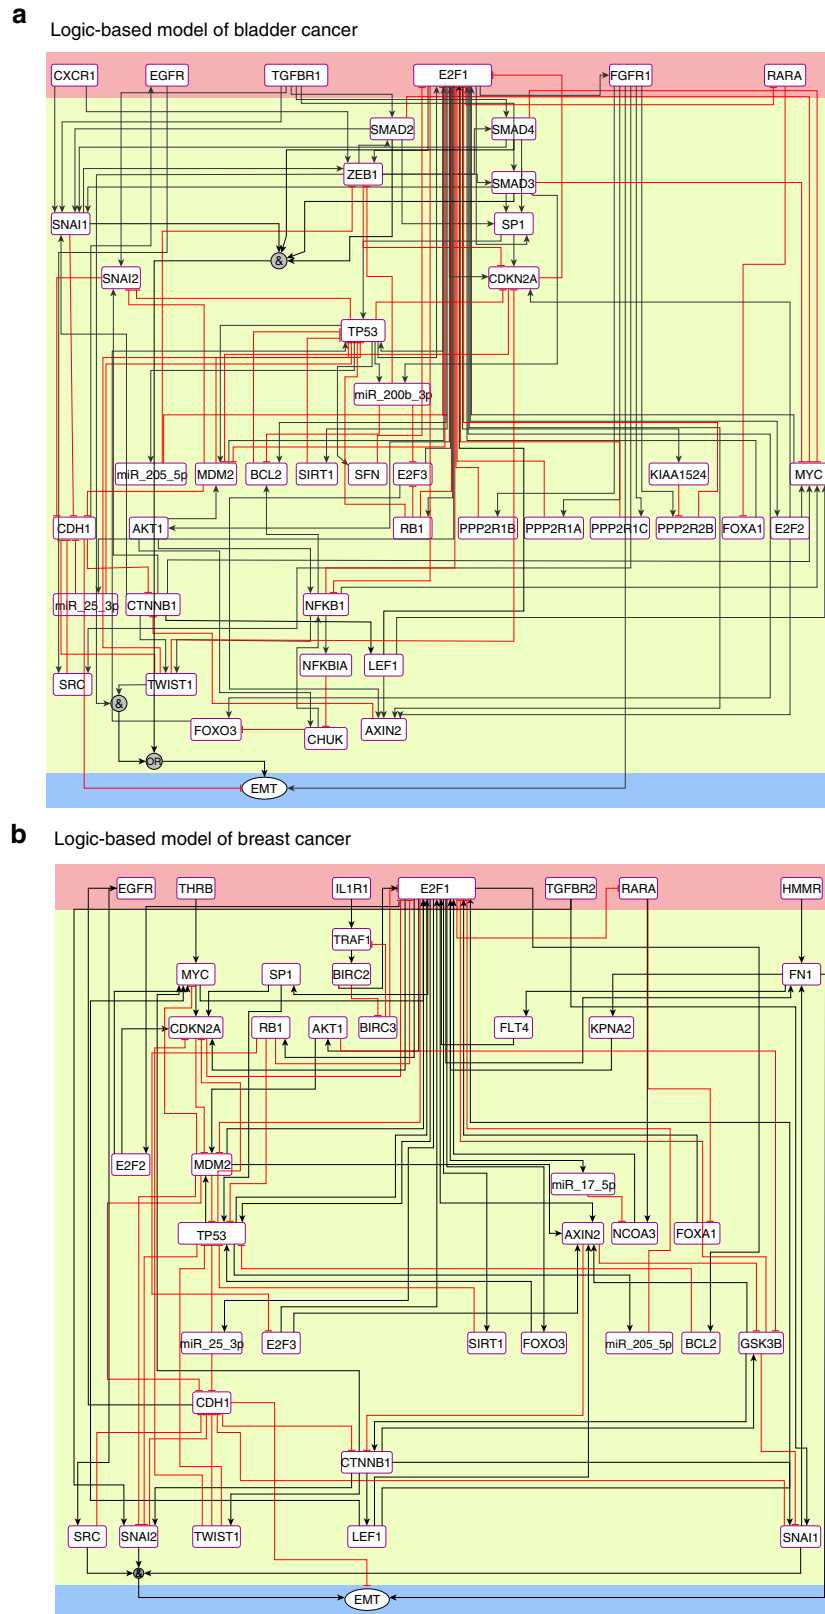 a
Logic-based model of bladder cancer
CXCR1 EGFR TGFBR1 E2F1 FGFR1 RARA
SMAD2 SMAD4
ZEB1 SMAD3
SNAI1 SP1
&
SNAI2 CDKN2A
TP53
miR_200b_3p
miR_205_5p MDM2 BCL2 SIRT1 SFN E2F3 KIAA1524 MYC
CDH1 AKT1 RB1 PPP2R1B PPP2R1A PPP2R1C PPP2R2B FOXA1 E2F2
miR_25_3p CTNNB1 NFKB1
NFKBIA LEF1
SRC TWIST1
&
FOXO3 CHUK AXIN2
OR
EMT
b
Logic-based model of breast cancer
EGFR THRB IL1R1 E2F1 TGFBR2 RARA HMMR
TRAF1
MYC SP1 BIRC2 FN1
CDKN2A RB1 AKT1 BIRC3 FLT4 KPNA2
E2F2 MDM2
miR_17_5p
TP53 AXIN2 NCOA3 FOXA1
miR_25_3p E2F3 SIRT1 FOXO3 miR_205_5p BCL2 GSK3B
CDH1
CTNNB1
SRC SNAI2 TWIST1 LEF1 SNAI1
&
EMT